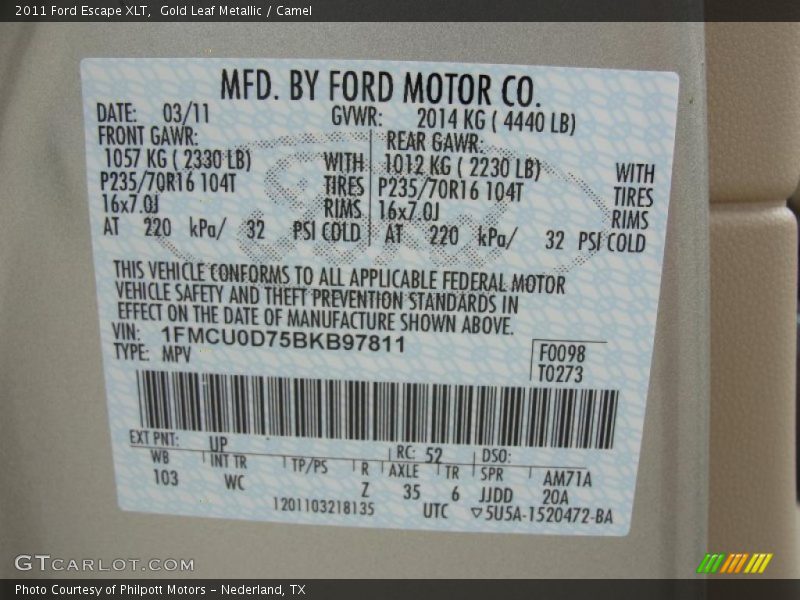 2011 Ford Escape XLT,  Gold Leaf Metallic / Camel
MFD. BY FORD MOTOR CO.
DATE: 03/11 GVWR: 2014 KG ( 4440 LB)
FRONT GAWR: REAR GAWR:
1057 KG ( 2330 LB) WITH 1012 KG ( 2230 LB) WITH
P235/70R16 104T TIRES P235/70R16 104T TIRES
16x7.0J RIMS 16x7.0J RIMS
AT 220 kPa/ 32 PSI COLD AT 220 kPa/ 32 PSI COLD
THIS VEHICLE CONFORMS TO ALL APPLICABLE FEDERAL MOTOR
VEHICLE SAFETY AND THEFT PREVENTION STANDARDS IN
EFFECT ON THE DATE OF MANUFACTURE SHOWN ABOVE.
VIN: 1FMCU0D75BKB97811
TYPE: MPV
F0098
T0273
EXT PNT: UP RC: 52 DSO:
WB INT TR TP/PS R AXLE TR SPR AM71A
103 WC Z 35 6 JJDD 20A
1201103218135 UTC ▽5U5A-1520472-BA
GTCARLOT.COM
Photo Courtesy of Philpott Motors - Nederland, TX